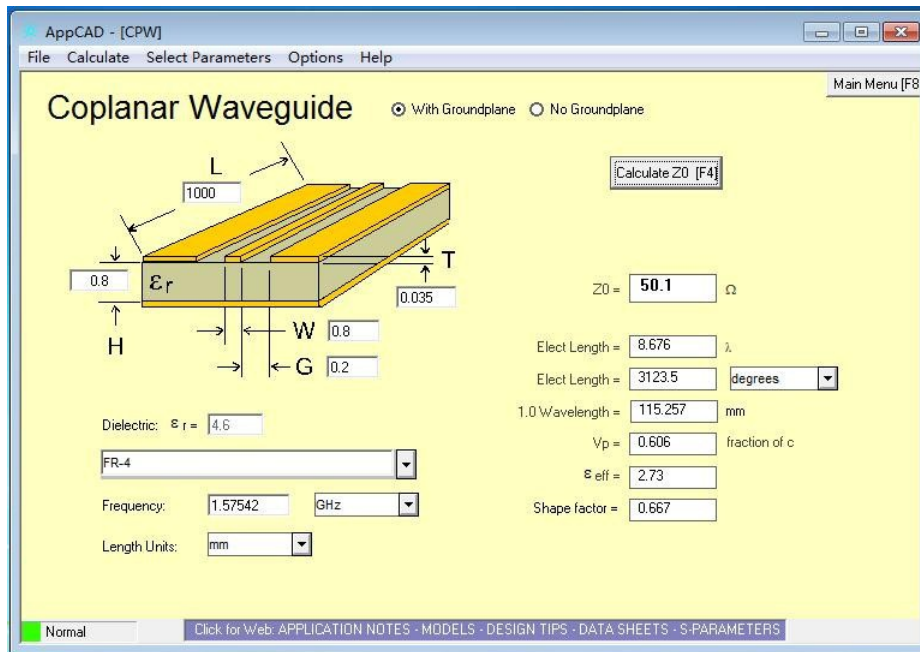 AppCAD - [CPW]
File Calculate Select Parameters Options Help
Main Menu [F8
Coplanar Waveguide
With Groundplane No Groundplane
Calculate Z0 [F4]
L
1000
0.8
εr
T
0.035
H
W 0.8
G 0.2
Z0 = 50.1 Ω
Elect Length = 8.676 λ
Elect Length = 3123.5 degrees
1.0 Wavelength = 115.257 mm
Vp = 0.606 fraction of c
ε eff = 2.73
Shape factor = 0.667
Dielectric: ε r = 4.6
FR-4
Frequency: 1.57542 GHz
Length Units: mm
Normal
Click for Web: APPLICATION NOTES - MODELS - DESIGN TIPS - DATA SHEETS - S-PARAMETERS